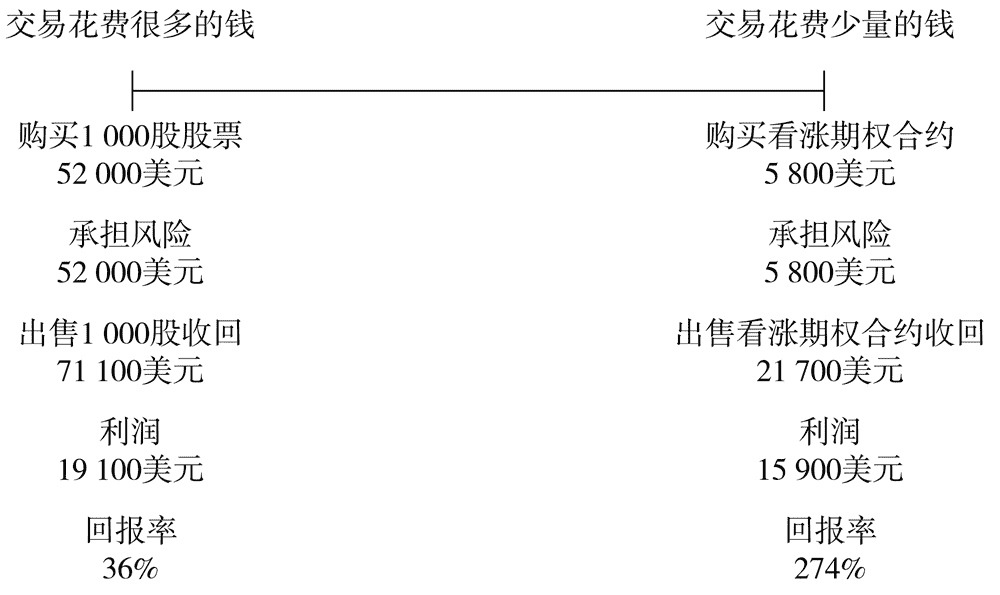 交易花费很多的钱
交易花费少量的钱
购买1 000股股票
52 000美元
购买看涨期权合约
5 800美元
承担风险
52 000美元
承担风险
5 800美元
出售1 000股收回
71 100美元
出售看涨期权合约收回
21 700美元
利润
19 100美元
利润
15 900美元
回报率
36%
回报率
274%